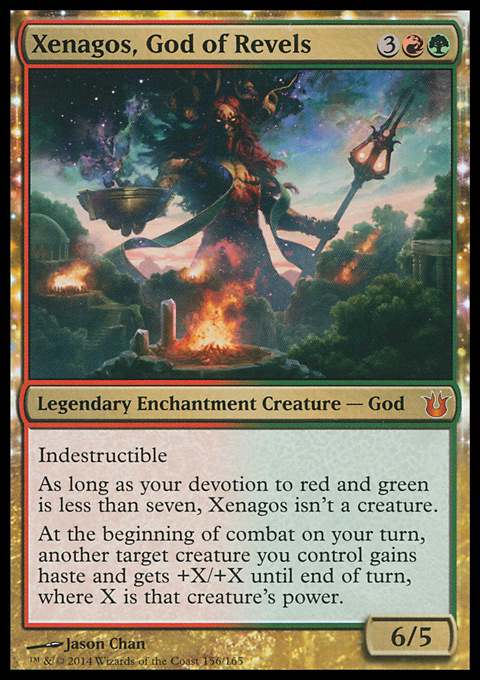 Xenagos, God of Revels 3
Legendary Enchantment Creature — God
Indestructible
As long as your devotion to red and green
is less than seven, Xenagos isn't a creature.
At the beginning of combat on your turn,
another target creature you control gains
haste and gets +X/+X until end of turn,
where X is that creature's power.
Jason Chan
6/5
™ & © 2014 Wizards of the Coast 156/165